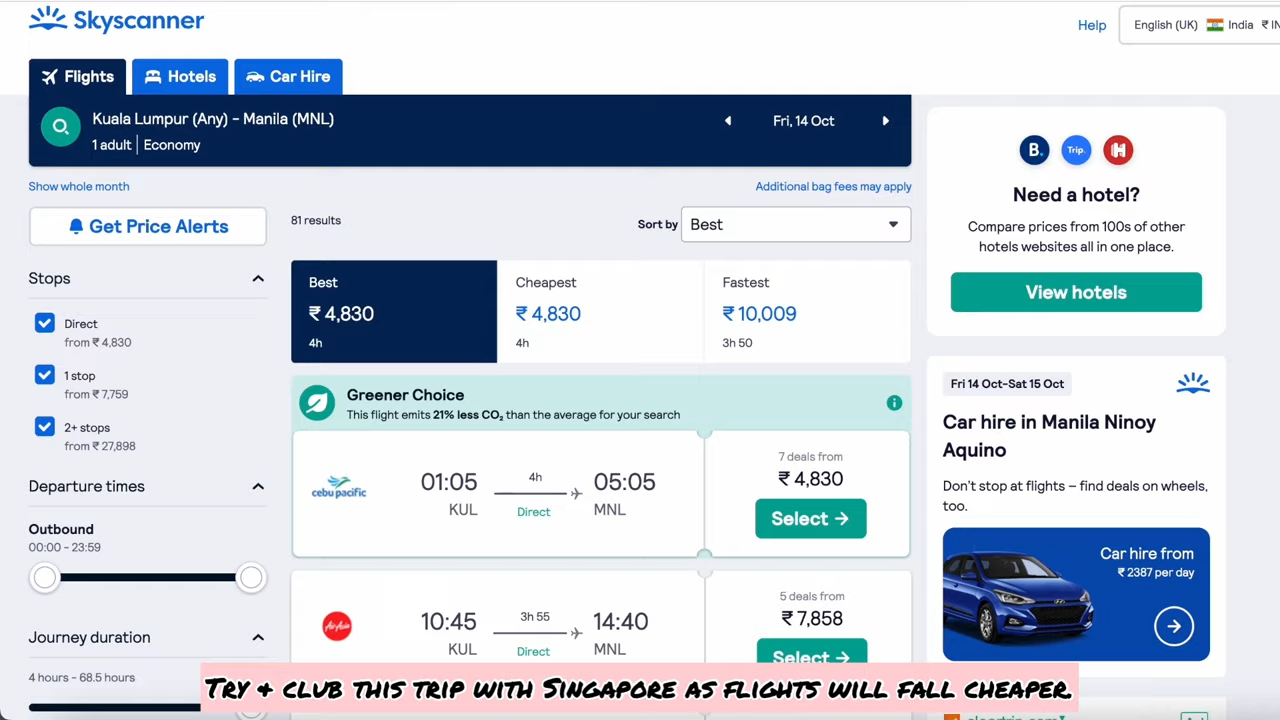 Skyscanner
Help
English (UK) India ₹ IN
Flights
Hotels
Car Hire
Kuala Lumpur (Any) – Manila (MNL)
1 adult | Economy
Fri, 14 Oct
Show whole month
Additional bag fees may apply
Get Price Alerts
81 results
Sort by Best
Stops
Direct
from ₹ 4,830
1 stop
from ₹ 7,759
2+ stops
from ₹ 27,898
Departure times
Outbound
00:00 - 23:59
Journey duration
4 hours - 68.5 hours
Best
₹ 4,830
4h
Cheapest
₹ 4,830
4h
Fastest
₹ 10,009
3h 50
Greener Choice
This flight emits 21% less CO₂ than the average for your search
cebu pacific
01:05
KUL
4h
Direct
05:05
MNL
7 deals from
₹ 4,830
Select →
AirAsia
10:45
KUL
3h 55
Direct
14:40
MNL
5 deals from
₹ 7,858
Select →
B.
Trip.
H
Need a hotel?
Compare prices from 100s of other
hotels websites all in one place.
View hotels
Fri 14 Oct-Sat 15 Oct
Car hire in Manila Ninoy
Aquino
Don't stop at flights – find deals on wheels,
too.
Car hire from
₹ 2387 per day
Try & club this trip with Singapore as flights will fall cheaper.